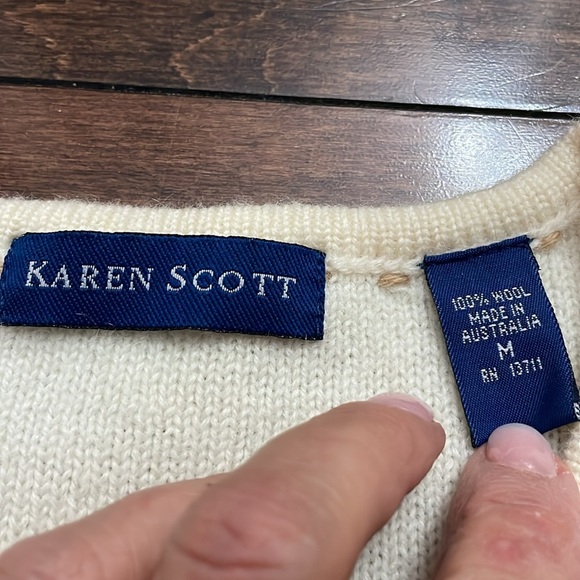 KAREN SCOTT
100% WOOL
MADE IN
AUSTRALIA
M
RN 13711